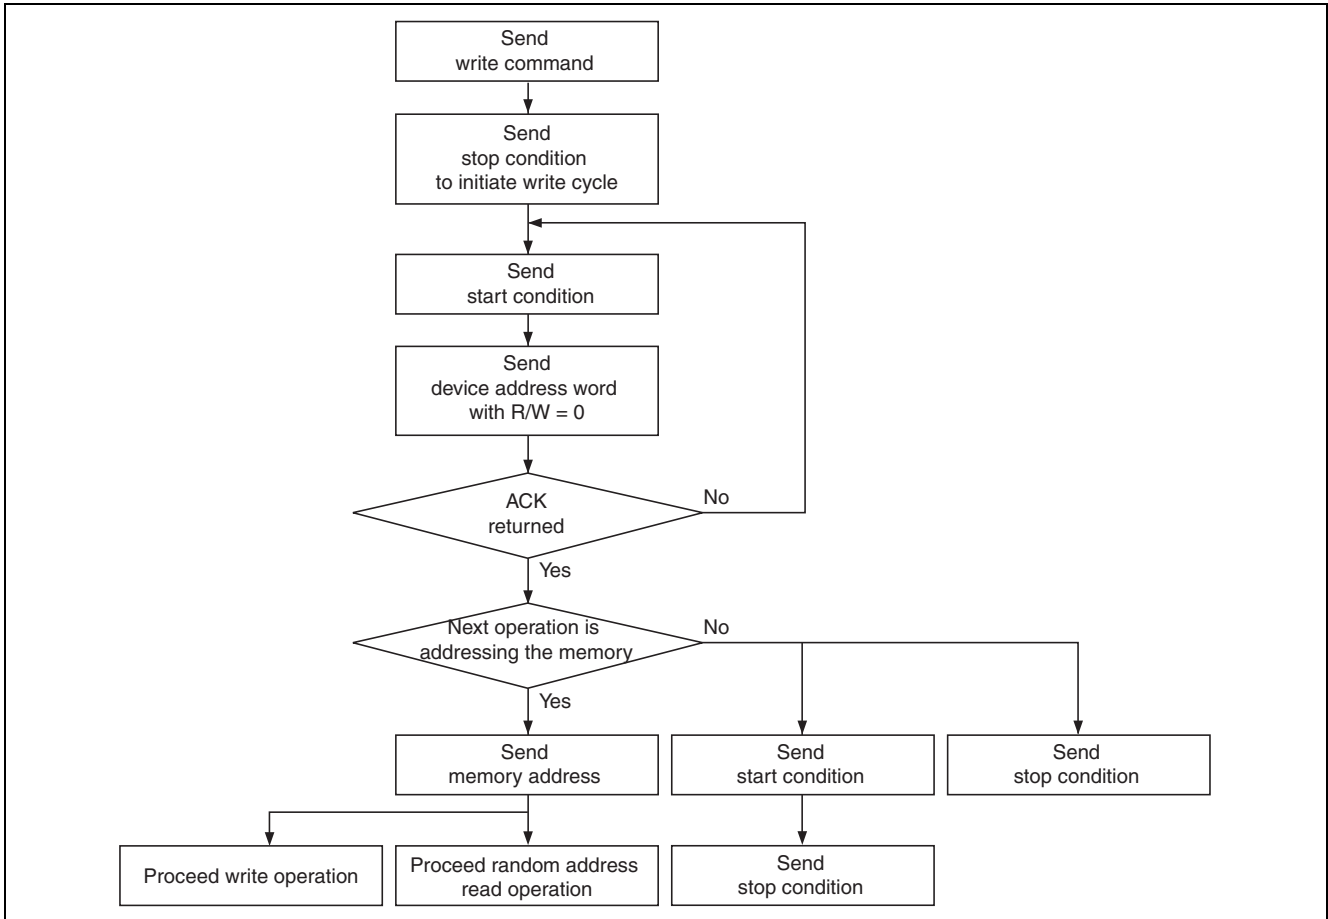 Send
write command
Send
stop condition
to initiate write cycle
Send
start condition
Send
device address word
with R/W = 0
ACK
returned
No
Yes
Next operation is
addressing the memory
No
Yes
Send
memory address
Send
start condition
Send
stop condition
Proceed write operation
Proceed random address
read operation
Send
stop condition